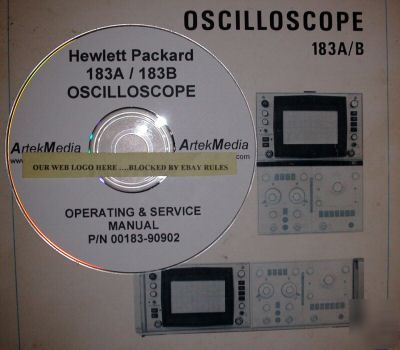 OSCILLOSCOPE
183A/B
Hewlett Packard
183A / 183B
OSCILLOSCOPE
ArtekMedia ArtekMedia
www.
OUR WEB LOGO HERE ....BLOCKED BY EBAY RULES
OPERATING & SERVICE
MANUAL
P/N 00183-90902